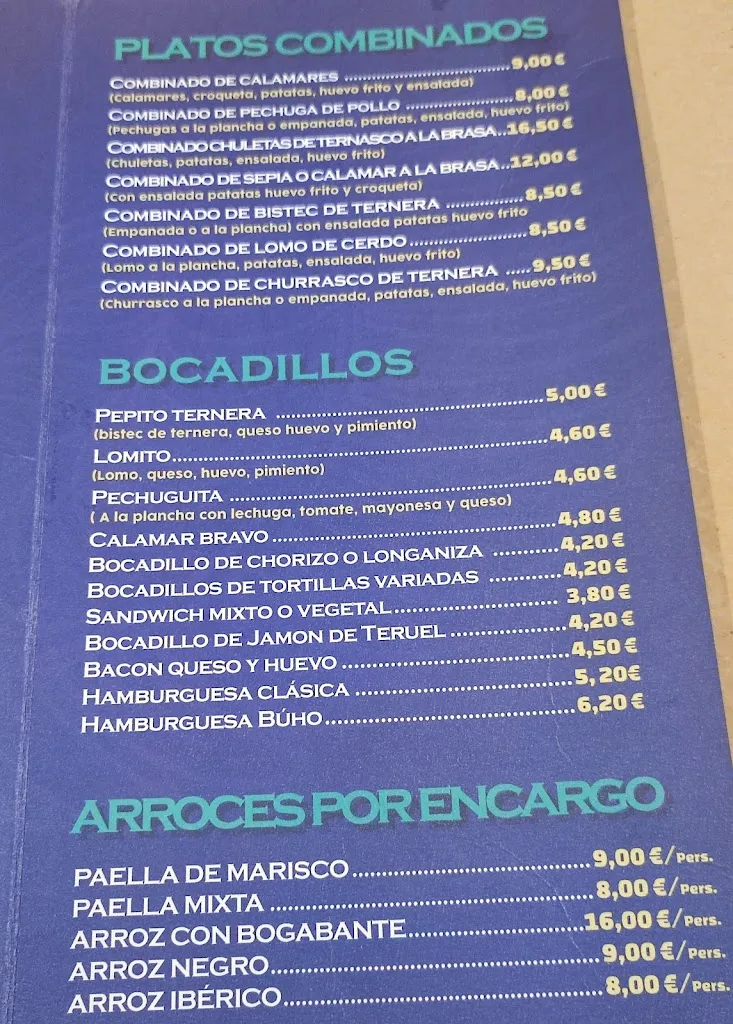 PLATOS COMBINADOS
COMBINADO DE CALAMARES ........ 9,00 €
(Calamares, croqueta, patatas, huevo frito y ensalada)
COMBINADO DE PECHUGA DE POLLO ........ 8,00 €
(Pechugas a la plancha o empanada, patatas, ensalada, huevo frito)
COMBINADO CHULETAS DE TERNASCO A LA BRASA..16,50 €
(Chuletas, patatas, ensalada, huevo frito)
COMBINADO DE SEPIA O CALAMAR A LA BRASA..12,00 €
(Con ensalada patatas huevo frito y croqueta)
COMBINADO DE BISTEC DE TERNERA ........ 8,50 €
(Empanada o a la plancha) con ensalada patatas huevo frito
COMBINADO DE LOMO DE CERDO ........ 8,50 €
(Lomo a la plancha, patatas, ensalada, huevo frito)
COMBINADO DE CHURRASCO DE TERNERA .....9,50 €
(Churrasco a la plancha o empanada, patatas, ensalada, huevo frito)
BOCADILLOS
PEPITO TERNERA ........ 5,00 €
(bistec de ternera, queso huevo y pimiento)
LOMITO ........ 4,60 €
(Lomo, queso, huevo, pimiento)
PECHUGUITA ........ 4,60 €
( A la plancha con lechuga, tomate, mayonesa y queso)
CALAMAR BRAVO ........ 4,80 €
BOCADILLO DE CHORIZO O LONGANIZA ........ 4,20 €
BOCADILLOS DE TORTILLAS VARIADAS ........ 4,20 €
SANDWICH MIXTO O VEGETAL ........ 3,80 €
BOCADILLO DE JAMON DE TERUEL ........ 4,20 €
BACON QUESO Y HUEVO ........ 4,50 €
HAMBURGUESA CLÁSICA ........ 5,20€
HAMBURGUESA BÚHO ........ 6,20 €
ARROCES POR ENCARGO
PAELLA DE MARISCO ........ 9,00 €/Pers.
PAELLA MIXTA ........ 8,00 €/Pers.
ARROZ CON BOGABANTE ........ 16,00 €/Pers.
ARROZ NEGRO ........ 9,00 €/Pers.
ARROZ IBÉRICO ........ 8,00 €/Pers.